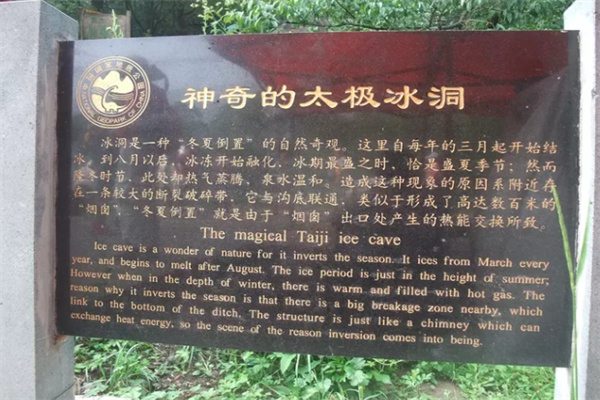 神奇的太极冰洞
冰洞是一种“冬夏倒置”的自然奇观。这里自每年的三月起开始结
冰，到八月以后，冰冻开始融化，冰期最盛之时，恰是盛夏季节；然而
隆冬时节，此处却热气蒸腾、泉水温和。造成这种现象的原因系附近存
在一条较大的断裂破碎带，它与沟底联通，类似于形成了高达数百米的
“烟囱”，“冬夏倒置”就是由于“烟囱”出口处产生的热能交换所致。
The magical Taiji ice cave
Ice cave is a wonder of nature for it inverts the season. It ices from March every
year, and begins to melt after August. The ice period is just in the height of summer;
However when in the depth of winter, there is warm and filled with hot gas. The
reason why it inverts the season is that there is a big breakage zone nearby, which
link to the bottom of the ditch. The structure is just like a chimney which can
exchange heat energy, so the scene of the reason inversion comes into being.